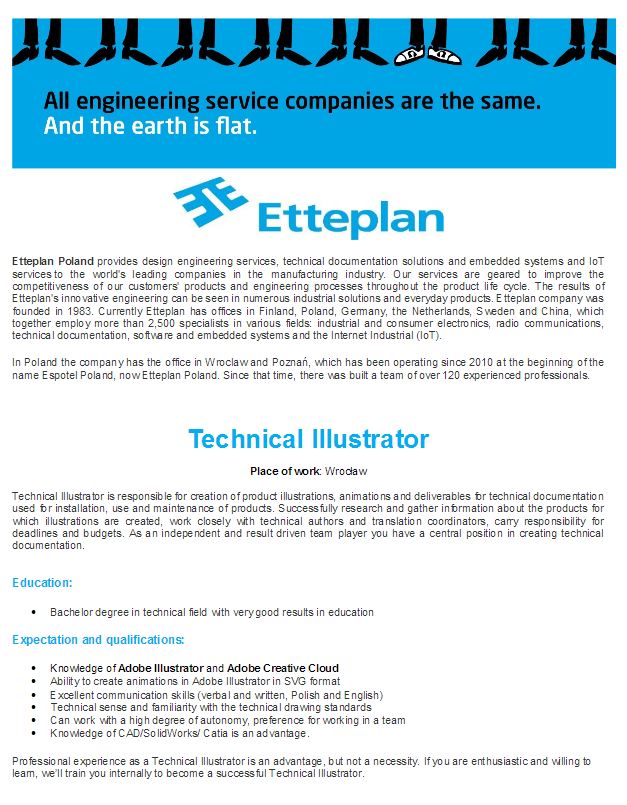 All engineering service companies are the same.
And the earth is flat.
Etteplan
Etteplan Poland provides design engineering services, technical documentation solutions and embedded systems and IoT
services to the world's leading companies in the manufacturing industry. Our services are geared to improve the
competitiveness of our customers' products and engineering processes throughout the product life cycle. The results of
Etteplan's innovative engineering can be seen in numerous industrial solutions and everyday products. Etteplan company was
founded in 1983. Currently Etteplan has offices in Finland, Poland, Germany, the Netherlands, Sweden and China, which
together employ more than 2,500 specialists in various fields: industrial and consumer electronics, radio communications,
technical documentation, software and embedded systems and the Internet Industrial (IoT).
In Poland the company has the office in Wroclaw and Poznań, which has been operating since 2010 at the beginning of the
name Espotel Poland, now Etteplan Poland. Since that time, there was built a team of over 120 experienced professionals.
Technical Illustrator
Place of work: Wrocław
Technical Illustrator is responsible for creation of product illustrations, animations and deliverables for technical documentation
used for installation, use and maintenance of products. Successfully research and gather information about the products for
which illustrations are created, work closely with technical authors and translation coordinators, carry responsibility for
deadlines and budgets. As an independent and result driven team player you have a central position in creating technical
documentation.
Education:
• Bachelor degree in technical field with very good results in education
Expectation and qualifications:
• Knowledge of Adobe Illustrator and Adobe Creative Cloud
• Ability to create animations in Adobe Illustrator in SVG format
• Excellent communication skills (verbal and written, Polish and English)
• Technical sense and familiarity with the technical drawing standards
• Can work with a high degree of autonomy, preference for working in a team
• Knowledge of CAD/SolidWorks/ Catia is an advantage.
Professional experience as a Technical Illustrator is an advantage, but not a necessity. If you are enthusiastic and willing to
learn, we'll train you internally to become a successful Technical Illustrator.